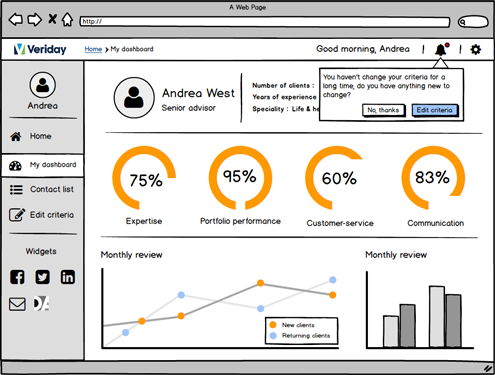 A Web Page
http://
Veriday
Home > My dashboard
Good morning, Andrea
Andrea
Home
My dashboard
Contact list
Edit criteria
Widgets
Andrea West
Senior advisor
Number of clients :
Years of experience
Speciality : Life & he
You haven't change your criteria for a
long time, do you have anything new to
change?
No, thanks
Edit criteria
75%
95%
60%
83%
Expertise
Portfolio performance
Customer-service
Communication
Monthly review
New clients
Returning clients
Monthly review